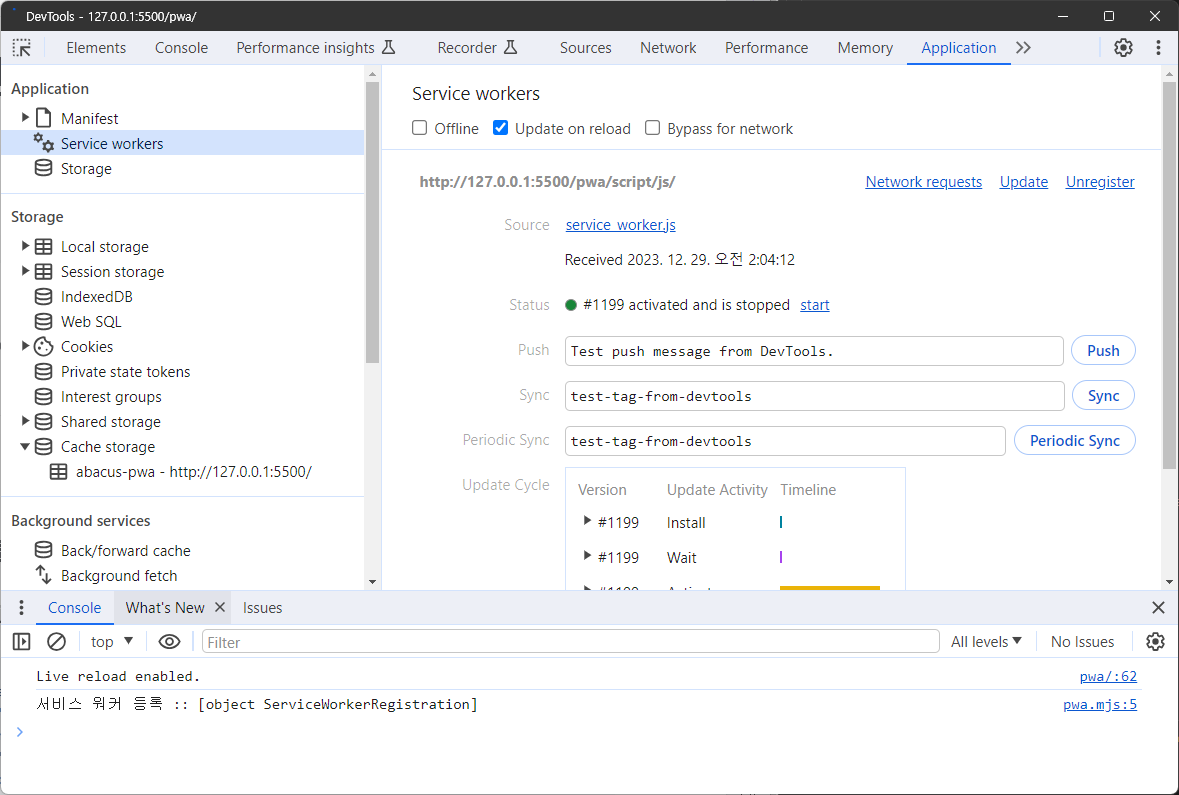 DevTools - 127.0.0.1:5500/pwa/
Elements Console Performance insights Recorder Sources Network Performance Memory Application
Application
Manifest
Service workers
Storage
Storage
Local storage
Session storage
IndexedDB
Web SQL
Cookies
Private state tokens
Interest groups
Shared storage
Cache storage
abacus-pwa - http://127.0.0.1:5500/
Background services
Back/forward cache
Background fetch
Service workers
Offline Update on reload Bypass for network
http://127.0.0.1:5500/pwa/script/js/ Network requests Update Unregister
Source service_worker.js
Received 2023. 12. 29. 오전 2:04:12
Status #1199 activated and is stopped start
Push Test push message from DevTools. Push
Sync test-tag-from-devtools Sync
Periodic Sync test-tag-from-devtools Periodic Sync
Update Cycle Version Update Activity Timeline
#1199 Install
#1199 Wait
Console What's New Issues
top Filter All levels No Issues
Live reload enabled. pwa/:62
서비스 워커 등록 :: [object ServiceWorkerRegistration] pwa.mjs:5